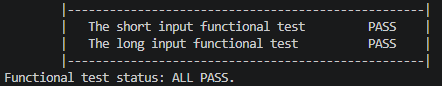 |---------------------------------------------------|
|   The short input functional test         PASS    |
|   The long input functional test          PASS    |
|---------------------------------------------------|
Functional test status: ALL PASS.